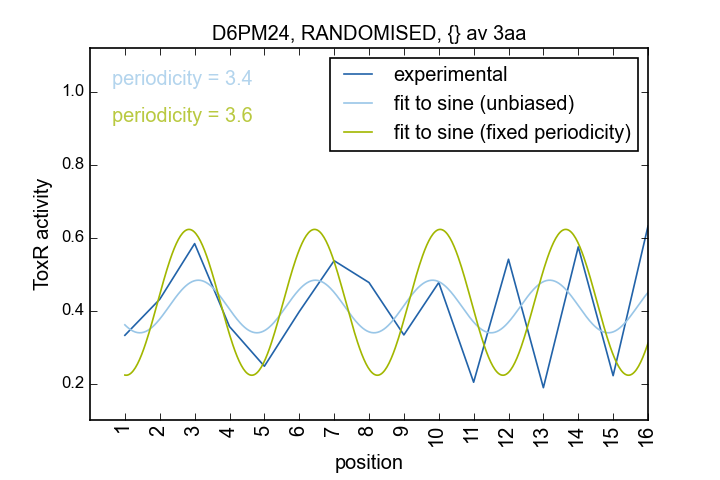 D6PM24, RANDOMISED, {} av 3aa
periodicity = 3.4
periodicity = 3.6
experimental
fit to sine (unbiased)
fit to sine (fixed periodicity)
ToxR activity
1.0
0.8
0.6
0.4
0.2
1 2 3 4 5 6 7 8 9 10 11 12 13 14 15 16
position